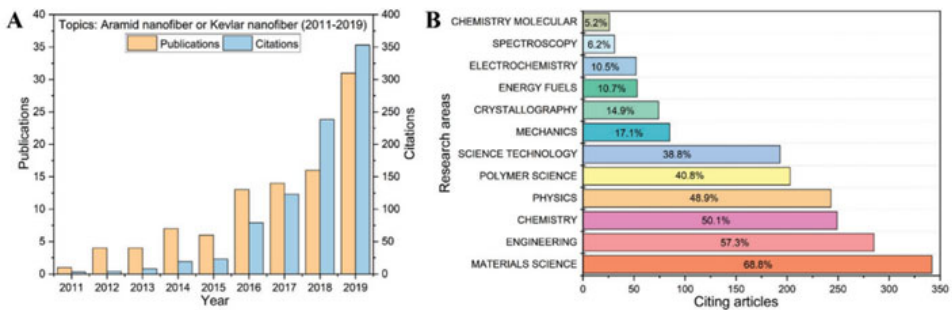 A
Topics: Aramid nanofiber or Kevlar nanofiber (2011-2019)
Publications
Citations
Publications
40
35
30
25
20
15
10
5
0
400
350
300
250
200
150
100
50
0
Citations
2011 2012 2013 2014 2015 2016 2017 2018 2019
Year
B
Research areas
CHEMISTRY MOLECULAR 5.2%
SPECTROSCOPY 6.2%
ELECTROCHEMISTRY 10.5%
ENERGY FUELS 10.7%
CRYSTALLOGRAPHY 14.9%
MECHANICS 17.1%
SCIENCE TECHNOLOGY 38.8%
POLYMER SCIENCE 40.8%
PHYSICS 48.9%
CHEMISTRY 50.1%
ENGINEERING 57.3%
MATERIALS SCIENCE 68.8%
0 50 100 150 200 250 300 350
Citing articles